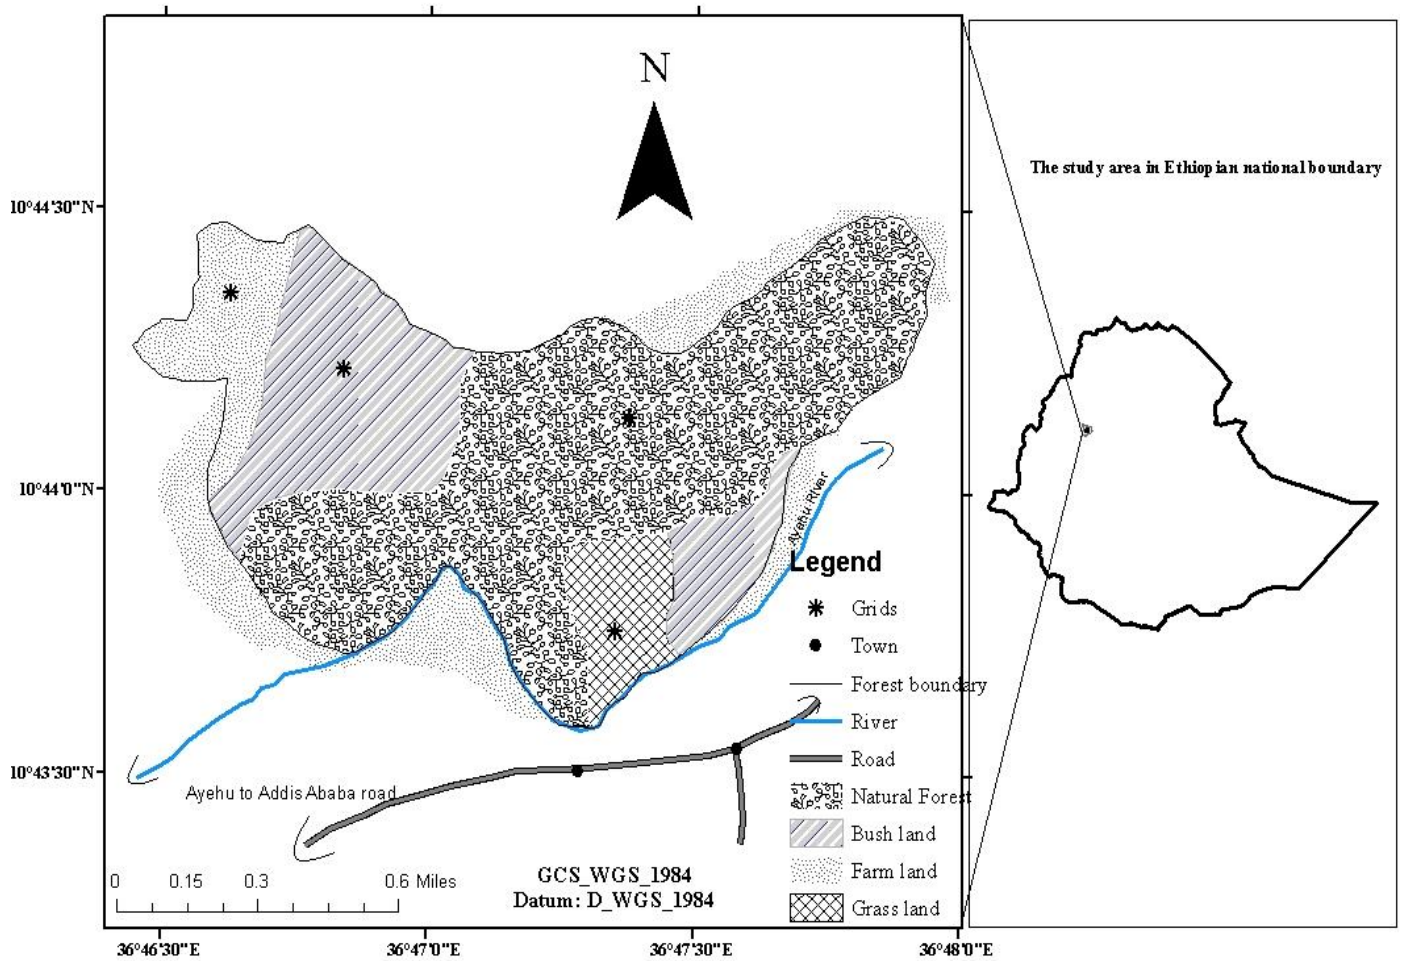 N
The study area in Ethiopian national boundary
10°44'30"N
10°44'0"N
10°43'30"N
Ayehu River
Legend
Grids
Town
Forest boundary
River
Road
Natural Forest
Bush land
Farm land
Grass land
Ayehu to Addis Ababa road
0 0.15 0.3 0.6 Miles
GCS_WGS_1984
Datum: D_WGS_1984
36°46'30"E 36°47'0"E 36°47'30"E 36°48'0"E